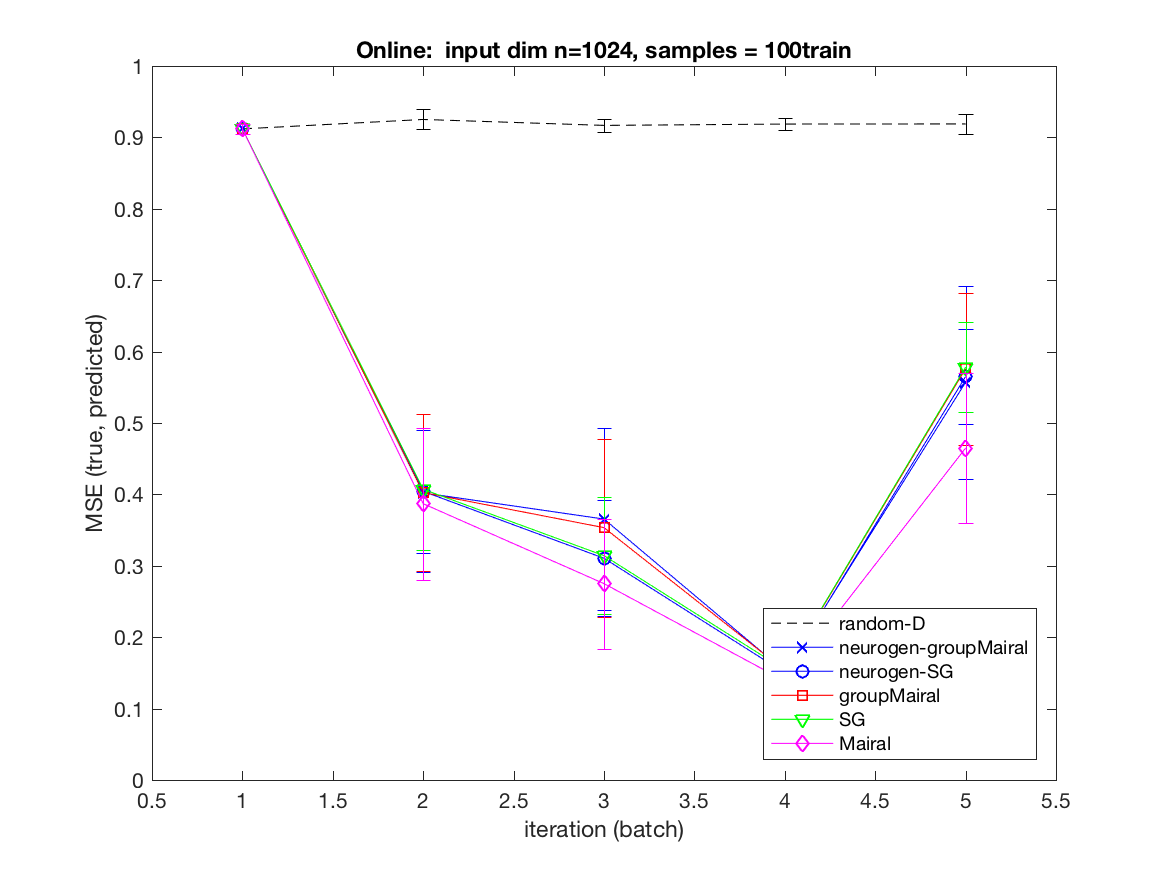 Online:  input dim n=1024, samples = 100train
1
0.9
0.8
0.7
0.6
0.5
0.4
0.3
0.2
0.1
0
MSE (true, predicted)
random-D
neurogen-groupMairal
neurogen-SG
groupMairal
SG
Mairal
0.5 1 1.5 2 2.5 3 3.5 4 4.5 5 5.5
iteration (batch)